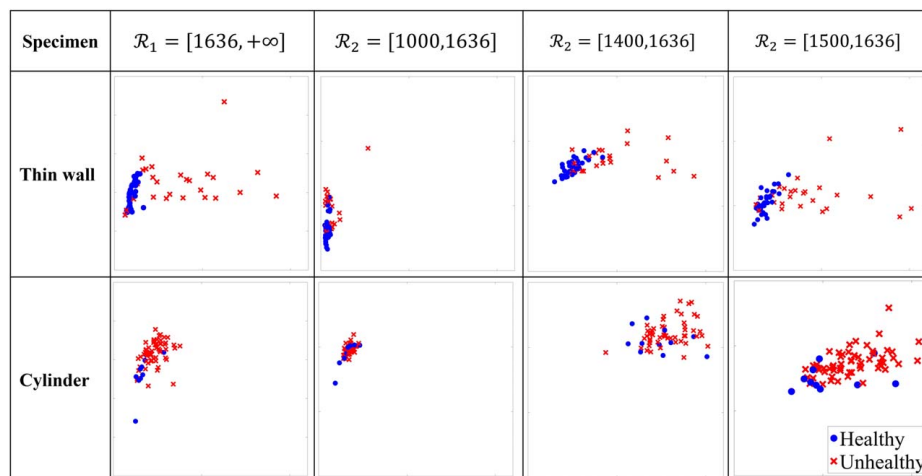 Specimen
ℛ₁ = [1636, +∞]
ℛ₂ = [1000,1636]
ℛ₂ = [1400,1636]
ℛ₂ = [1500,1636]
Thin wall
Cylinder
Healthy
Unhealthy